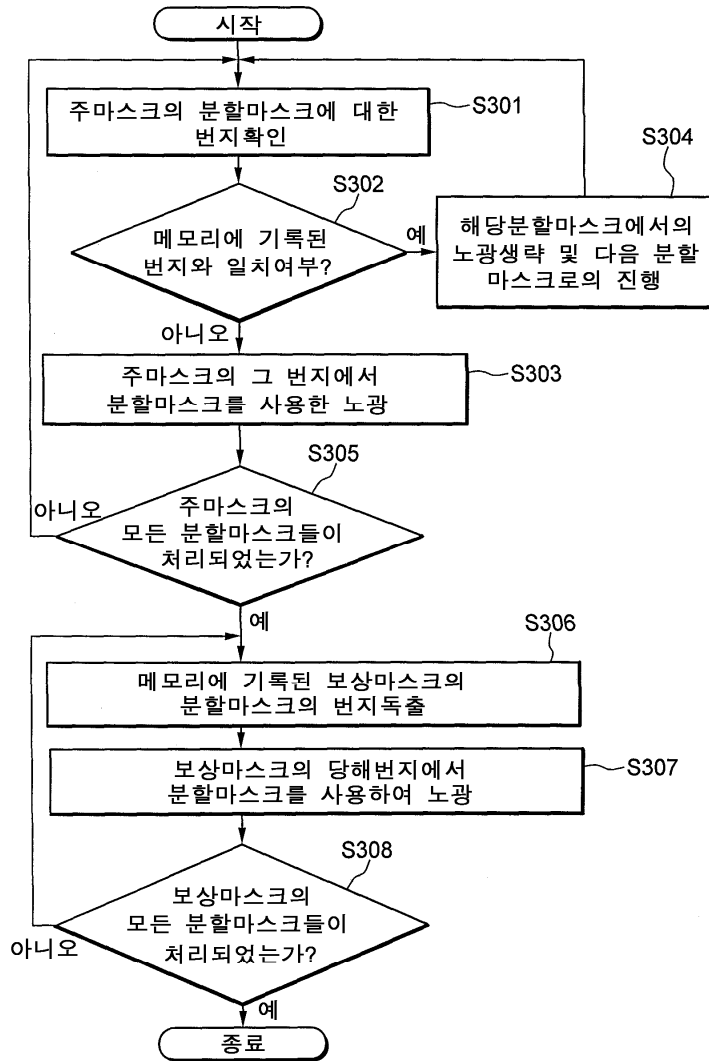 시작
주마스크의 분할마스크에 대한
번지확인
S301
S302
메모리에 기록된
번지와 일치여부?
예
S304
해당분할마스크에서의
노광생략 및 다음 분할
마스크로의 진행
아니오
주마스크의 그 번지에서
분할마스크를 사용한 노광
S303
S305
주마스크의
모든 분할마스크들이
처리되었는가?
아니오
예
S306
메모리에 기록된 보상마스크의
분할마스크의 번지독출
보상마스크의 당해번지에서
분할마스크를 사용하여 노광
S307
S308
보상마스크의
모든 분할마스크들이
처리되었는가?
아니오
예
종료